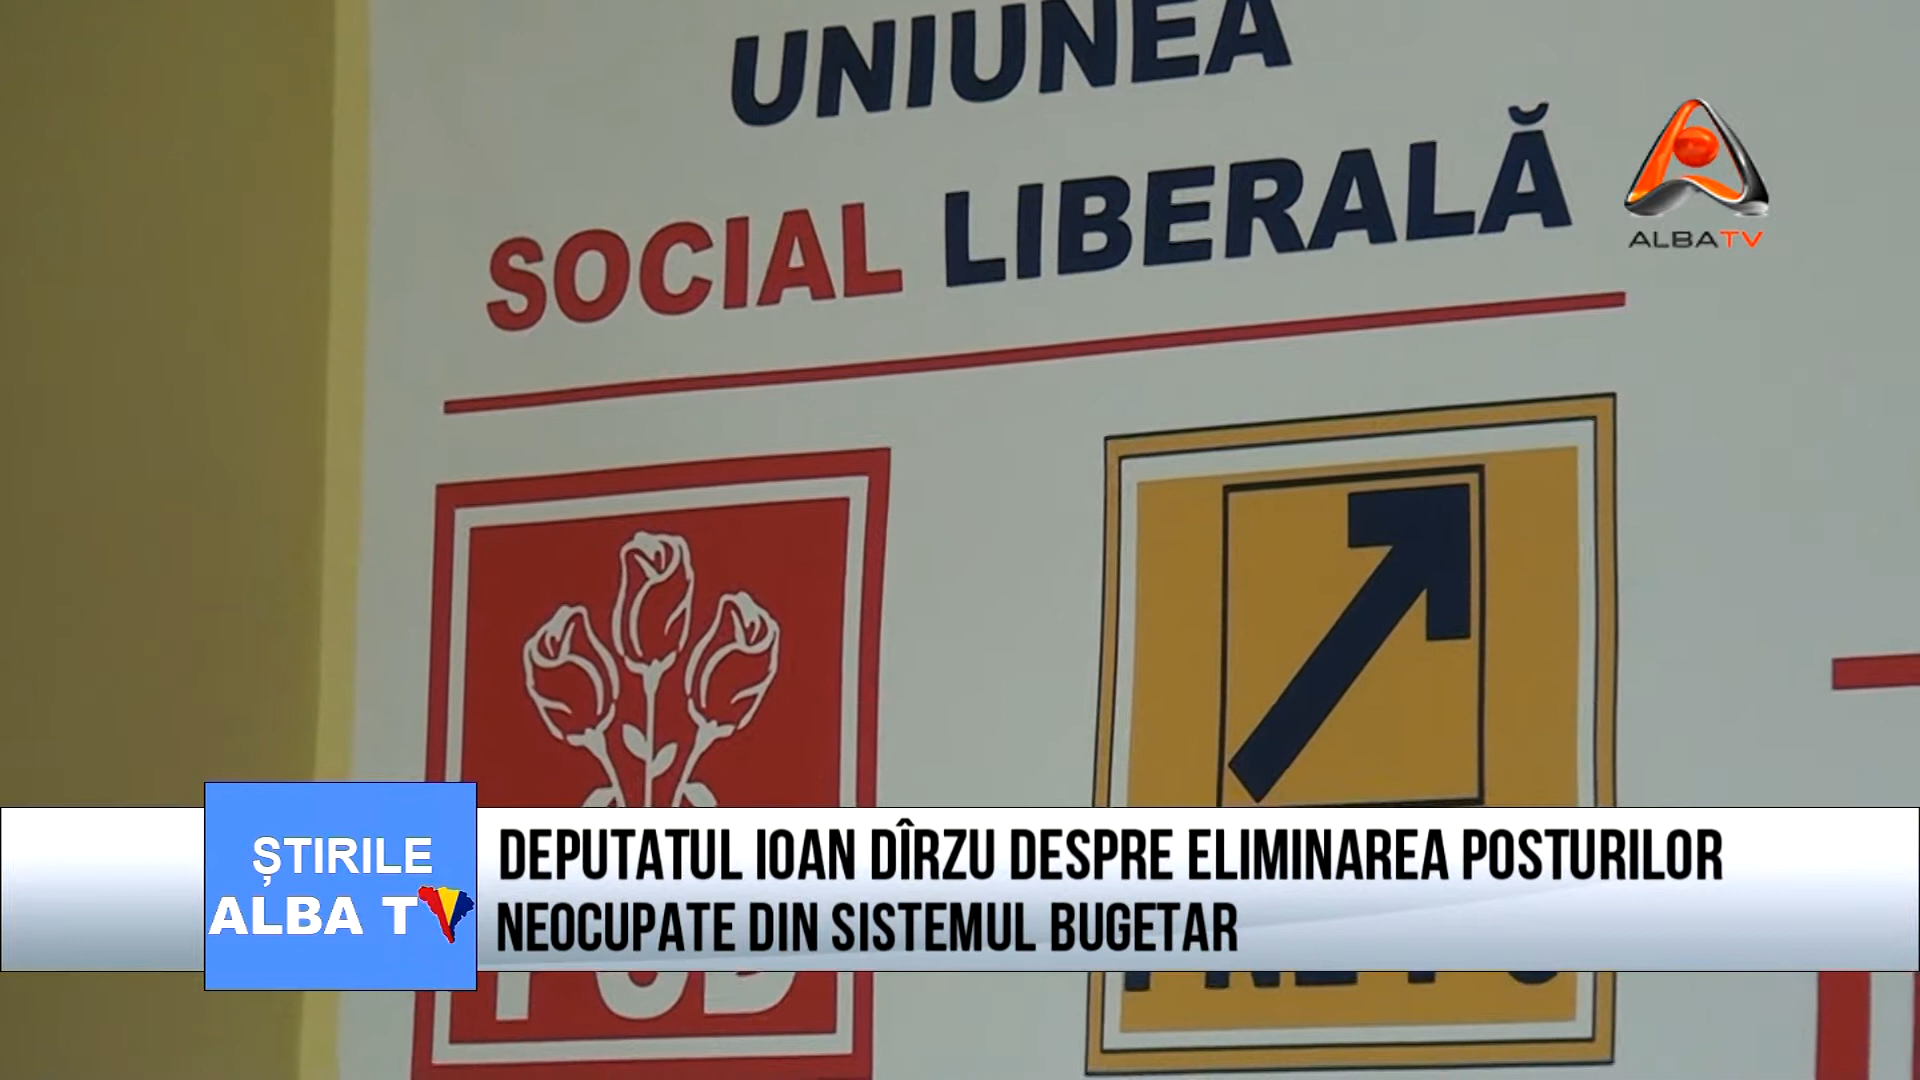 UNIUNEA
SOCIAL LIBERALĂ
ALBATV
ȘTIRILE
ALBA TV
DEPUTATUL IOAN DÎRZU DESPRE ELIMINAREA POSTURILOR
NEOCUPATE DIN SISTEMUL BUGETAR